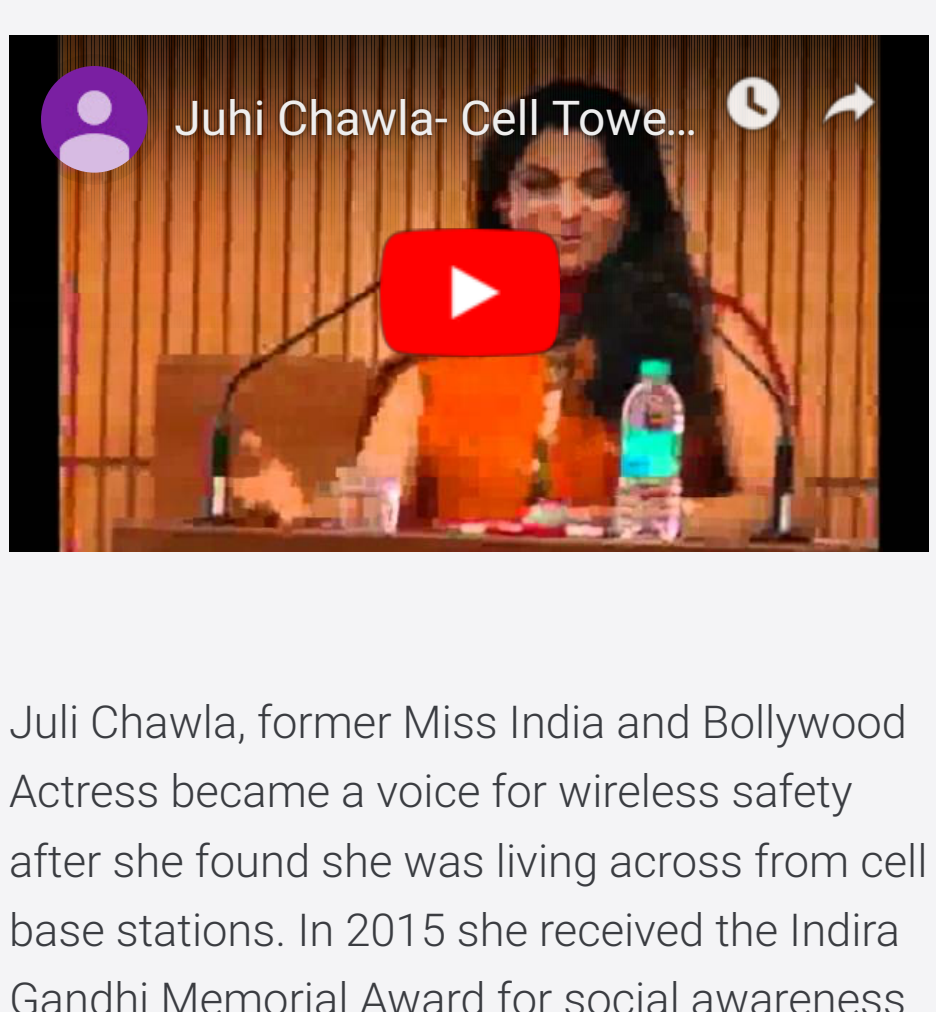 Juhi Chawla- Cell Towe...
Juli Chawla, former Miss India and Bollywood
Actress became a voice for wireless safety
after she found she was living across from cell
base stations. In 2015 she received the Indira
Gandhi Memorial Award for social awareness